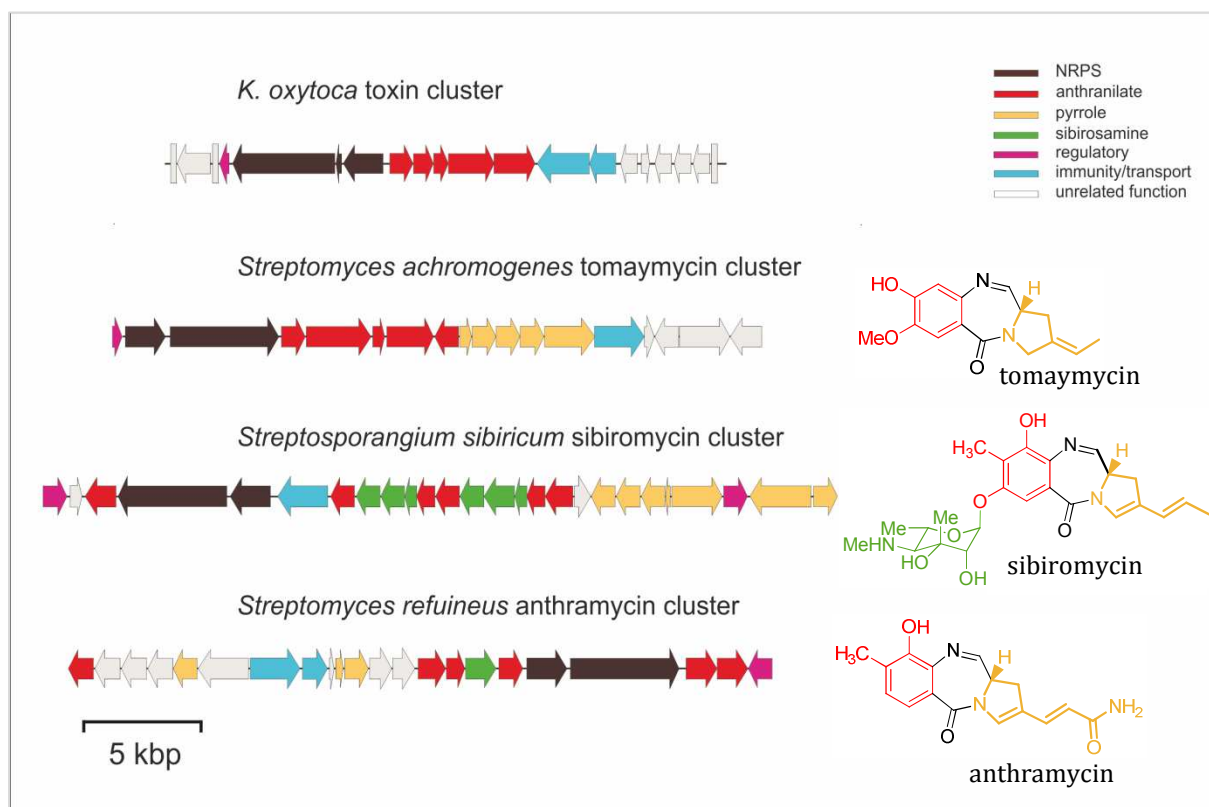 K. oxytoca toxin cluster
NRPS
anthranilate
pyrrole
sibirosamine
regulatory
immunity/transport
unrelated function
Streptomyces achromogenes tomaymycin cluster
HO
MeO
N
H
N
O
tomaymycin
Streptosporangium sibiricum sibiromycin cluster
OH
H₃C
N
H
N
O
O
Me
Me
O
MeHN
HO
OH
sibiromycin
Streptomyces refuineus anthramycin cluster
OH
H₃C
N
H
N
O
NH₂
O
anthramycin
5 kbp